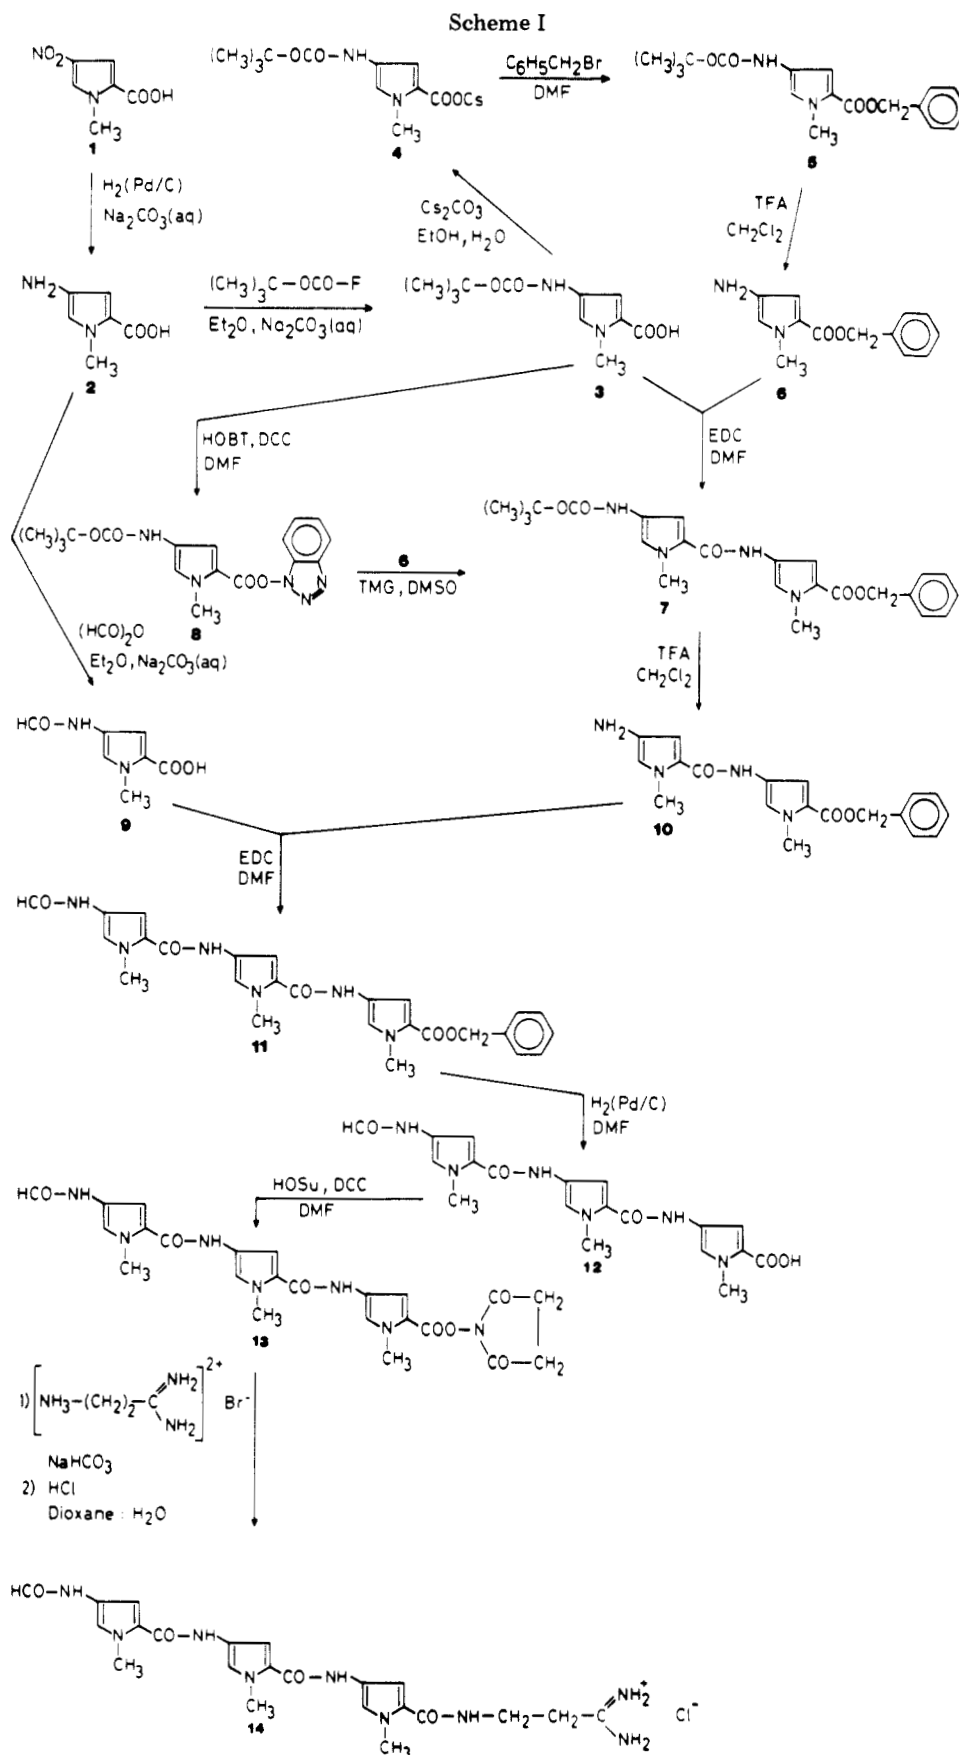 Scheme I
NO2
N
COOH
CH3
1
(CH3)3C-OCO-NH
N
COOCs
CH3
4
C6H5CH2Br
DMF
(CH3)3C-OCO-NH
N
COOCH2
CH3
5
H2(Pd/C)
Na2CO3(aq)
Cs2CO3
EtOH, H2O
TFA
CH2Cl2
NH2
N
COOH
CH3
2
(CH3)3C-OCO-F
Et2O, Na2CO3(aq)
(CH3)3C-OCO-NH
N
COOH
CH3
3
NH2
N
COOCH2
CH3
6
HOBT, DCC
DMF
EDC
DMF
(CH3)3C-OCO-NH
N
COO-N
N=N
CH3
8
6
TMG, DMSO
(CH3)3C-OCO-NH
N
CO-NH
CH3
N
COOCH2
CH3
7
(HCO)2O
Et2O, Na2CO3(aq)
TFA
CH2Cl2
HCO-NH
N
COOH
CH3
9
NH2
N
CO-NH
CH3
N
COOCH2
CH3
10
EDC
DMF
HCO-NH
N
CO-NH
CH3
N
CO-NH
CH3
N
COOCH2
CH3
11
H2(Pd/C)
DMF
HCO-NH
N
CO-NH
CH3
N
CO-NH
CH3
N
COOH
CH3
12
HOSu, DCC
DMF
HCO-NH
N
CO-NH
CH3
N
CO-NH
CH3
N
COO-N
CO-CH2
CO-CH2
CH3
13
1) [NH3-(CH2)2-C=NH2 NH2]2+ Br-
NaHCO3
2) HCl
Dioxane : H2O
HCO-NH
N
CO-NH
CH3
N
CO-NH
CH3
N
CO-NH-CH2-CH2-C
NH2+
NH2
Cl-
CH3
14